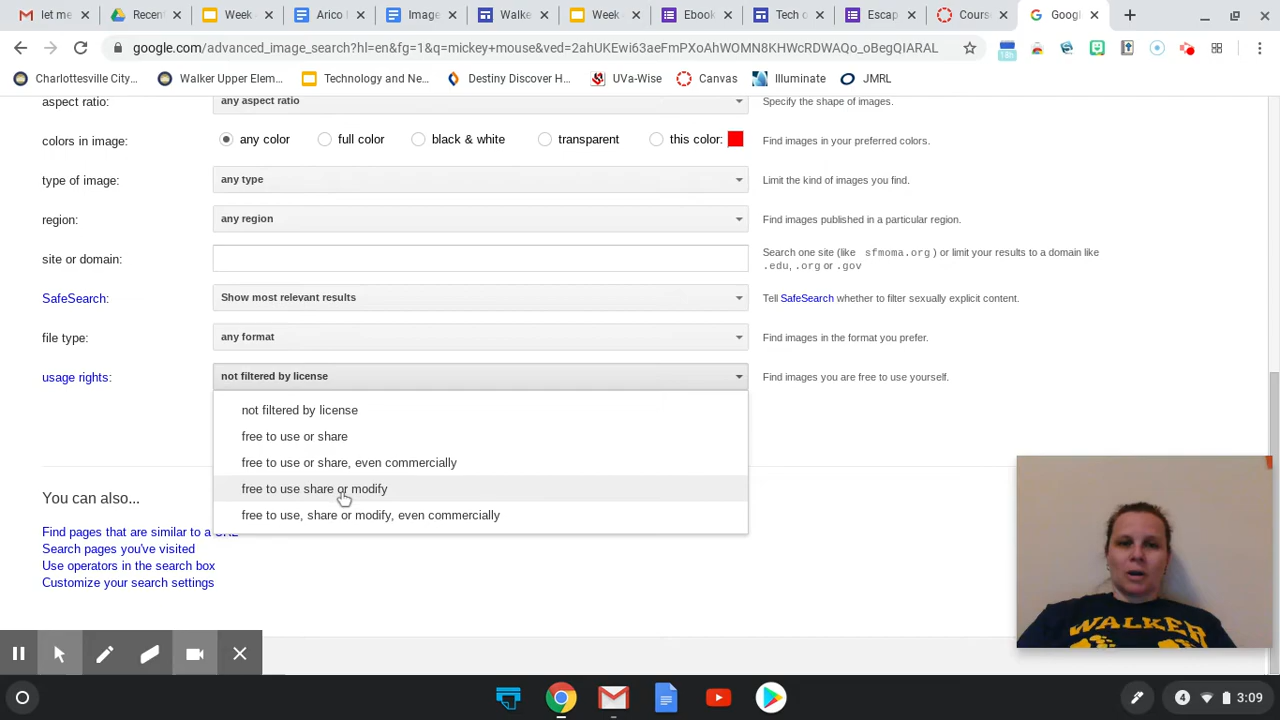 let me
Recen
Week
Arico I
Image
Walke
Week
Ebook
Tech c
Escap
Cours
Googl
google.com/advanced_image_search?hl=en&fg=1&q=mickey+mouse&ved=2ahUKEwi63aeFmPXoAhWOMN8KHWcRDWAQo_oBegQIARAL
Charlottesville City...
Walker Upper Elem...
Technology and Ne...
Destiny Discover H...
UVa-Wise
Canvas
Illuminate
JMRL
aspect ratio:
any aspect ratio
Specify the shape of images.
colors in image:
any color
full color
black & white
transparent
this color:
Find images in your preferred colors.
type of image:
any type
Limit the kind of images you find.
region:
any region
Find images published in a particular region.
site or domain:
Search one site (like sfmoma.org ) or limit your results to a domain like
.edu, .org or .gov
SafeSearch:
Show most relevant results
Tell SafeSearch whether to filter sexually explicit content.
file type:
any format
Find images in the format you prefer.
usage rights:
not filtered by license
Find images you are free to use yourself.
not filtered by license
free to use or share
free to use or share, even commercially
free to use share or modify
free to use, share or modify, even commercially
You can also...
Find pages that are similar to a
Search pages you've visited
Use operators in the search box
Customize your search settings
WALKER
4
3:09